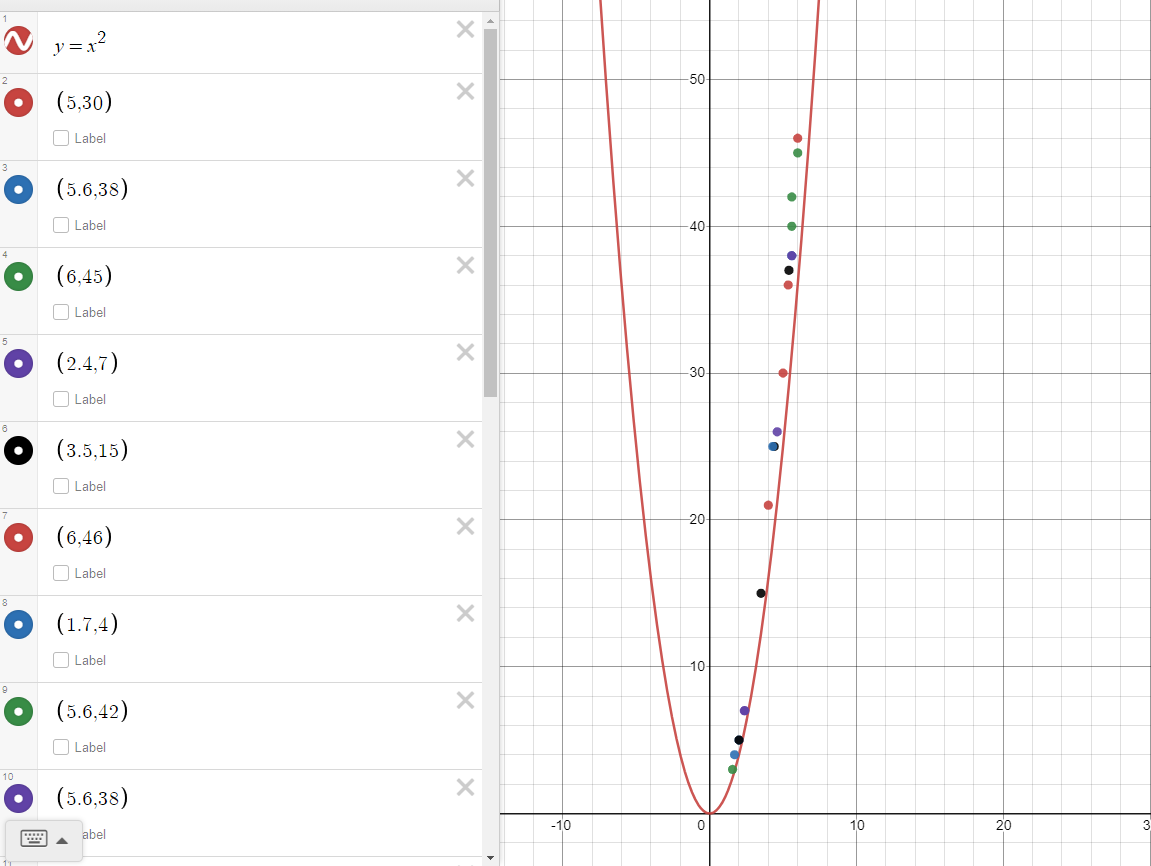 1
y = x²
2
(5,30)
Label
3
(5.6,38)
Label
4
(6,45)
Label
5
(2.4,7)
Label
6
(3.5,15)
Label
7
(6,46)
Label
8
(1.7,4)
Label
9
(5.6,42)
Label
10
(5.6,38)
abel
11
50
40
30
20
10
-10 0 10 20 3